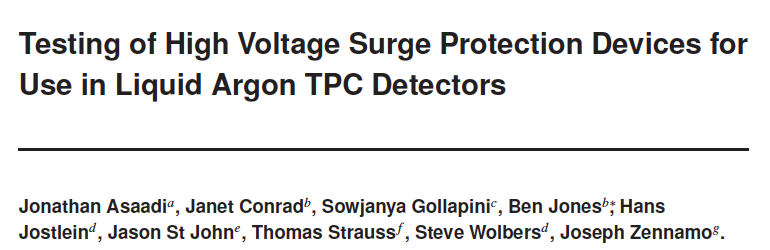 Testing of High Voltage Surge Protection Devices for
Use in Liquid Argon TPC Detectors
Jonathan Asaadiᵃ, Janet Conradᵇ, Sowjanya Gollapiniᶜ, Ben Jonesᵇ*, Hans
Jostleinᵈ, Jason St Johnᵉ, Thomas Straussᶠ, Steve Wolbersᵈ, Joseph Zennamoᵍ.